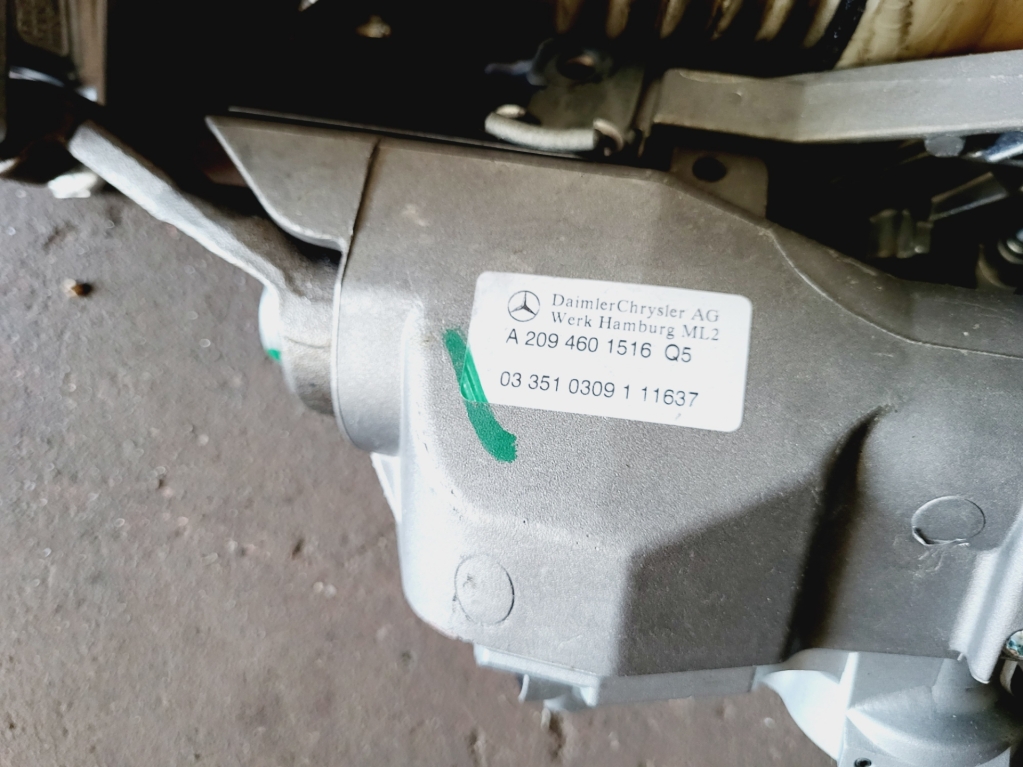 DaimlerChrysler AG
Werk Hamburg ML2
A 209 460 1516 Q5
03 351 0309 1 11637